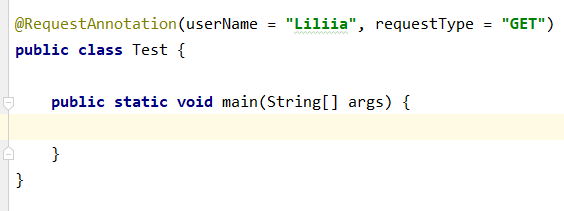 @RequestAnnotation(userName = "Liliia", requestType = "GET")
public class Test {
public static void main(String[] args) {
}
}